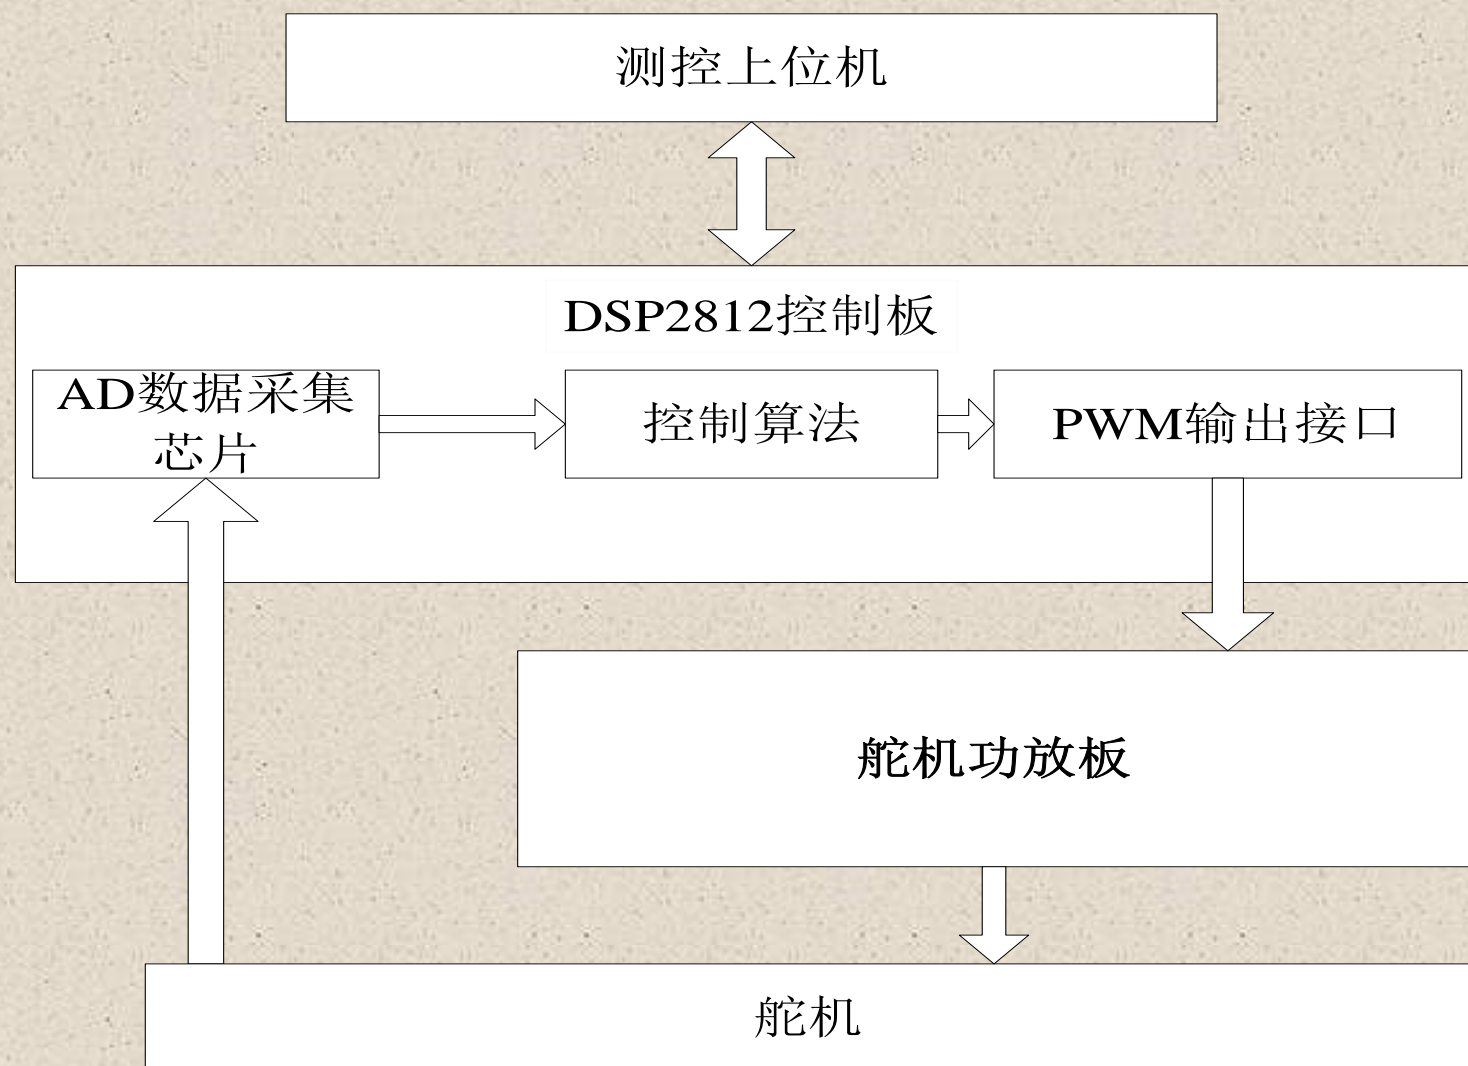 测控上位机
DSP2812控制板
AD数据采集
芯片
控制算法
PWM输出接口
舵机功放板
舵机